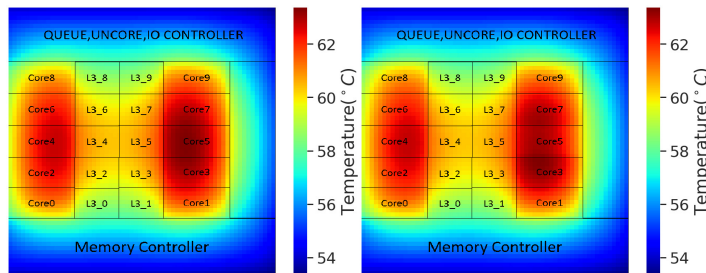 QUEUE,UNCORE,IO CONTROLLER
Core8 L3_8 L3_9 Core9
Core6 L3_6 L3_7 Core7
Core4 L3_4 L3_5 Core5
Core2 L3_2 L3_3 Core3
Core0 L3_0 L3_1 Core1
Memory Controller
62
60
58
56
54
Temperature(°C)
QUEUE,UNCORE,IO CONTROLLER
Core8 L3_8 L3_9 Core9
Core6 L3_6 L3_7 Core7
Core4 L3_4 L3_5 Core5
Core2 L3_2 L3_3 Core3
Core0 L3_0 L3_1 Core1
Memory Controller
62
60
58
56
54
Temperature(°C)